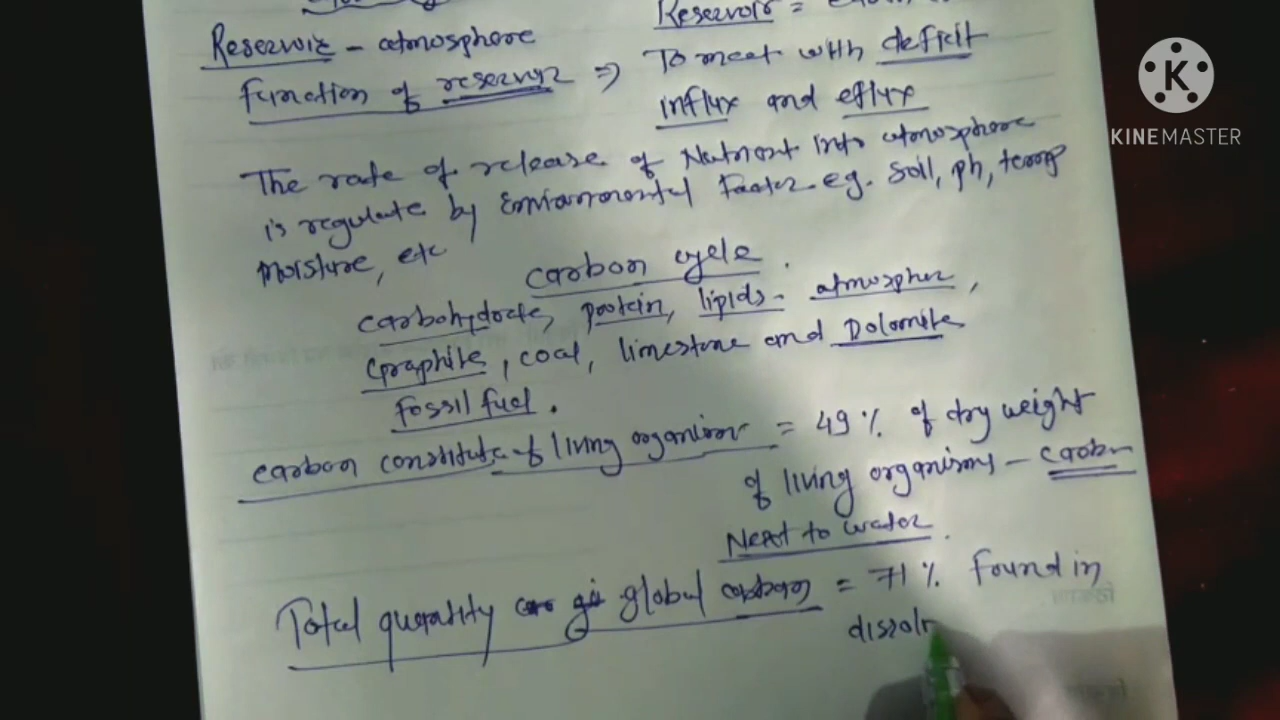 Reservoir - atmosphere
Reservoir =
function of reservoir => To meet with deficit
influx and eflux
The rate of release of Nutrient into atmosphere
is regulate by Environmental Factor. eg. Soil, ph, temp
Moisture, etc
carbon cycle.
carbohydrate, protein, lipids - atmospher,
Graphite, coal, limestone and Dolomite
Fossil fuel.
carbon constitute of living organism = 49% of dry weight
of living organisms - carbon
Next to water.
Total quantity of global carbon = 71% found in
dissolv
KINEMASTER